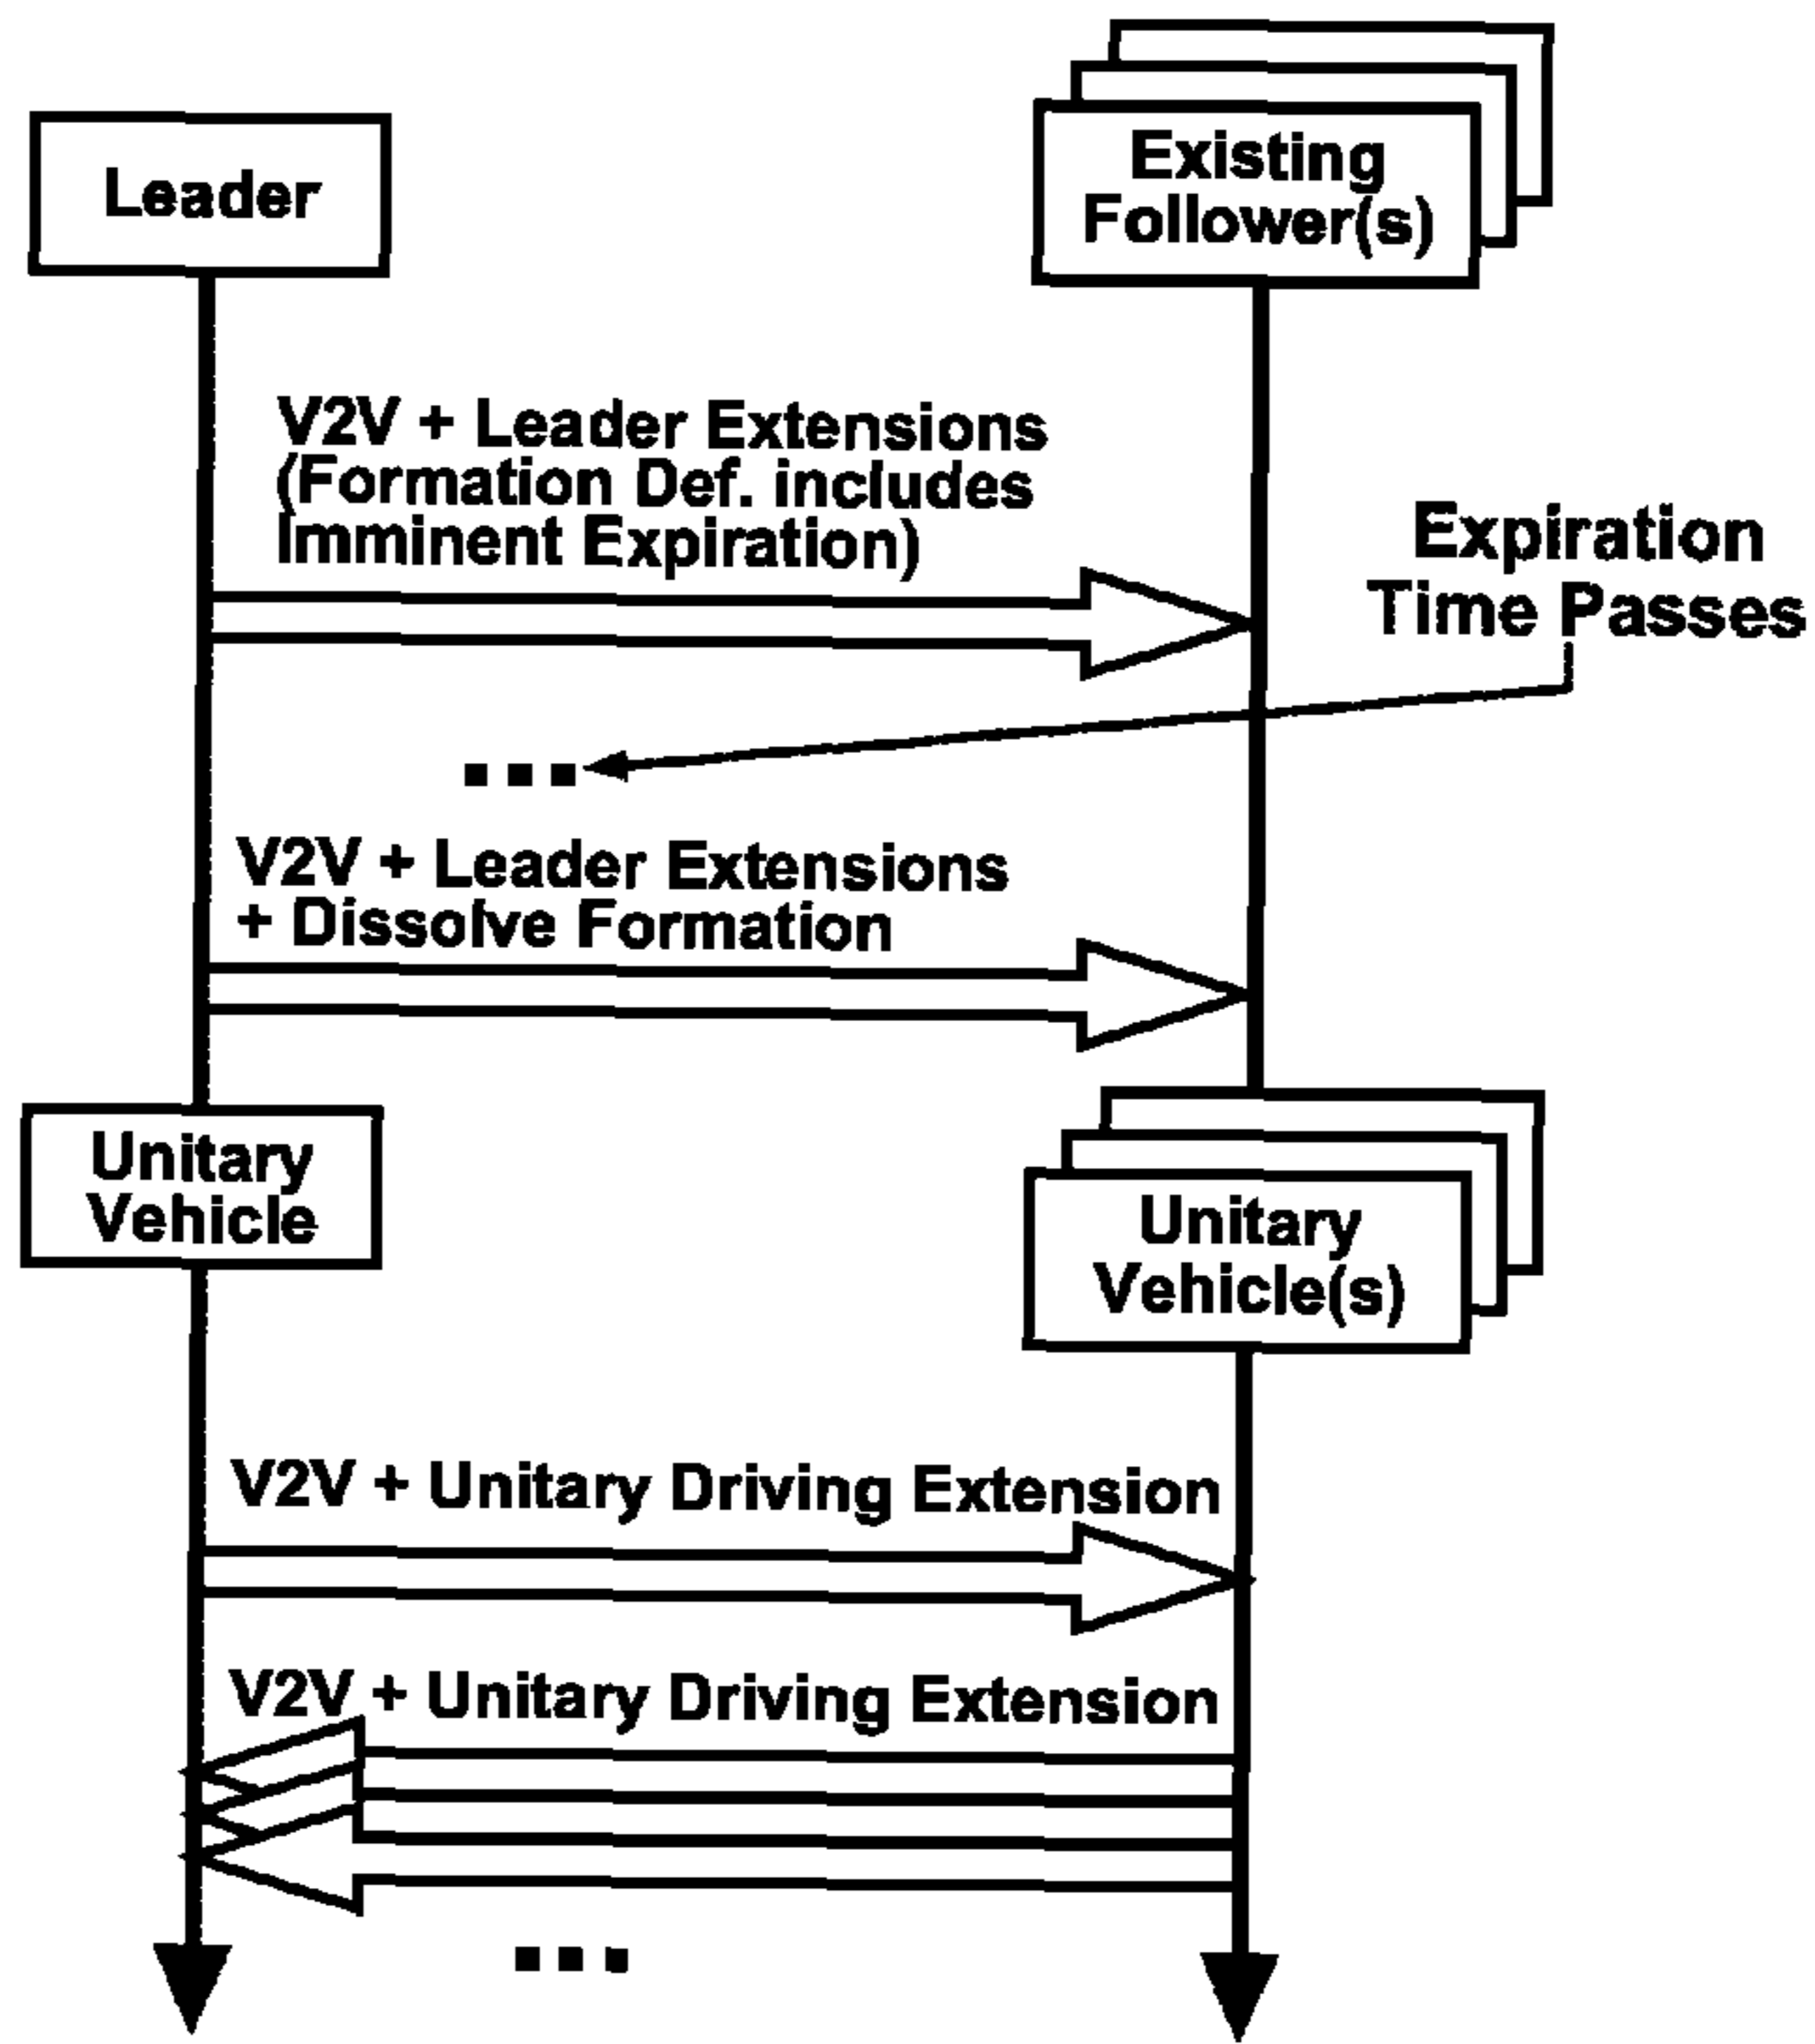 Leader
Existing
Follower(s)
V2V + Leader Extensions
(Formation Def. includes
Imminent Expiration)
Expiration
Time Passes
...
V2V + Leader Extensions
+ Dissolve Formation
Unitary
Vehicle
Unitary
Vehicle(s)
V2V + Unitary Driving Extension
V2V + Unitary Driving Extension
...